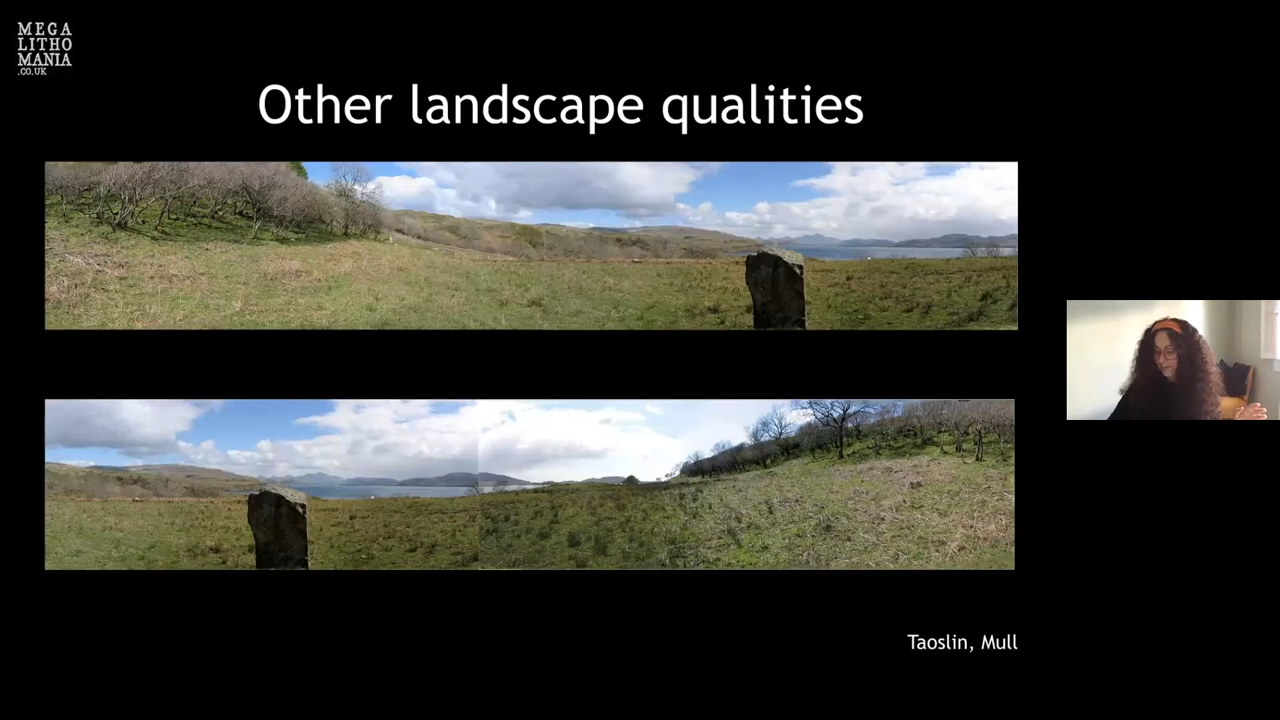 MEGA
LITHO
MANIA
.CO.UK
Other landscape qualities
Taoslin, Mull